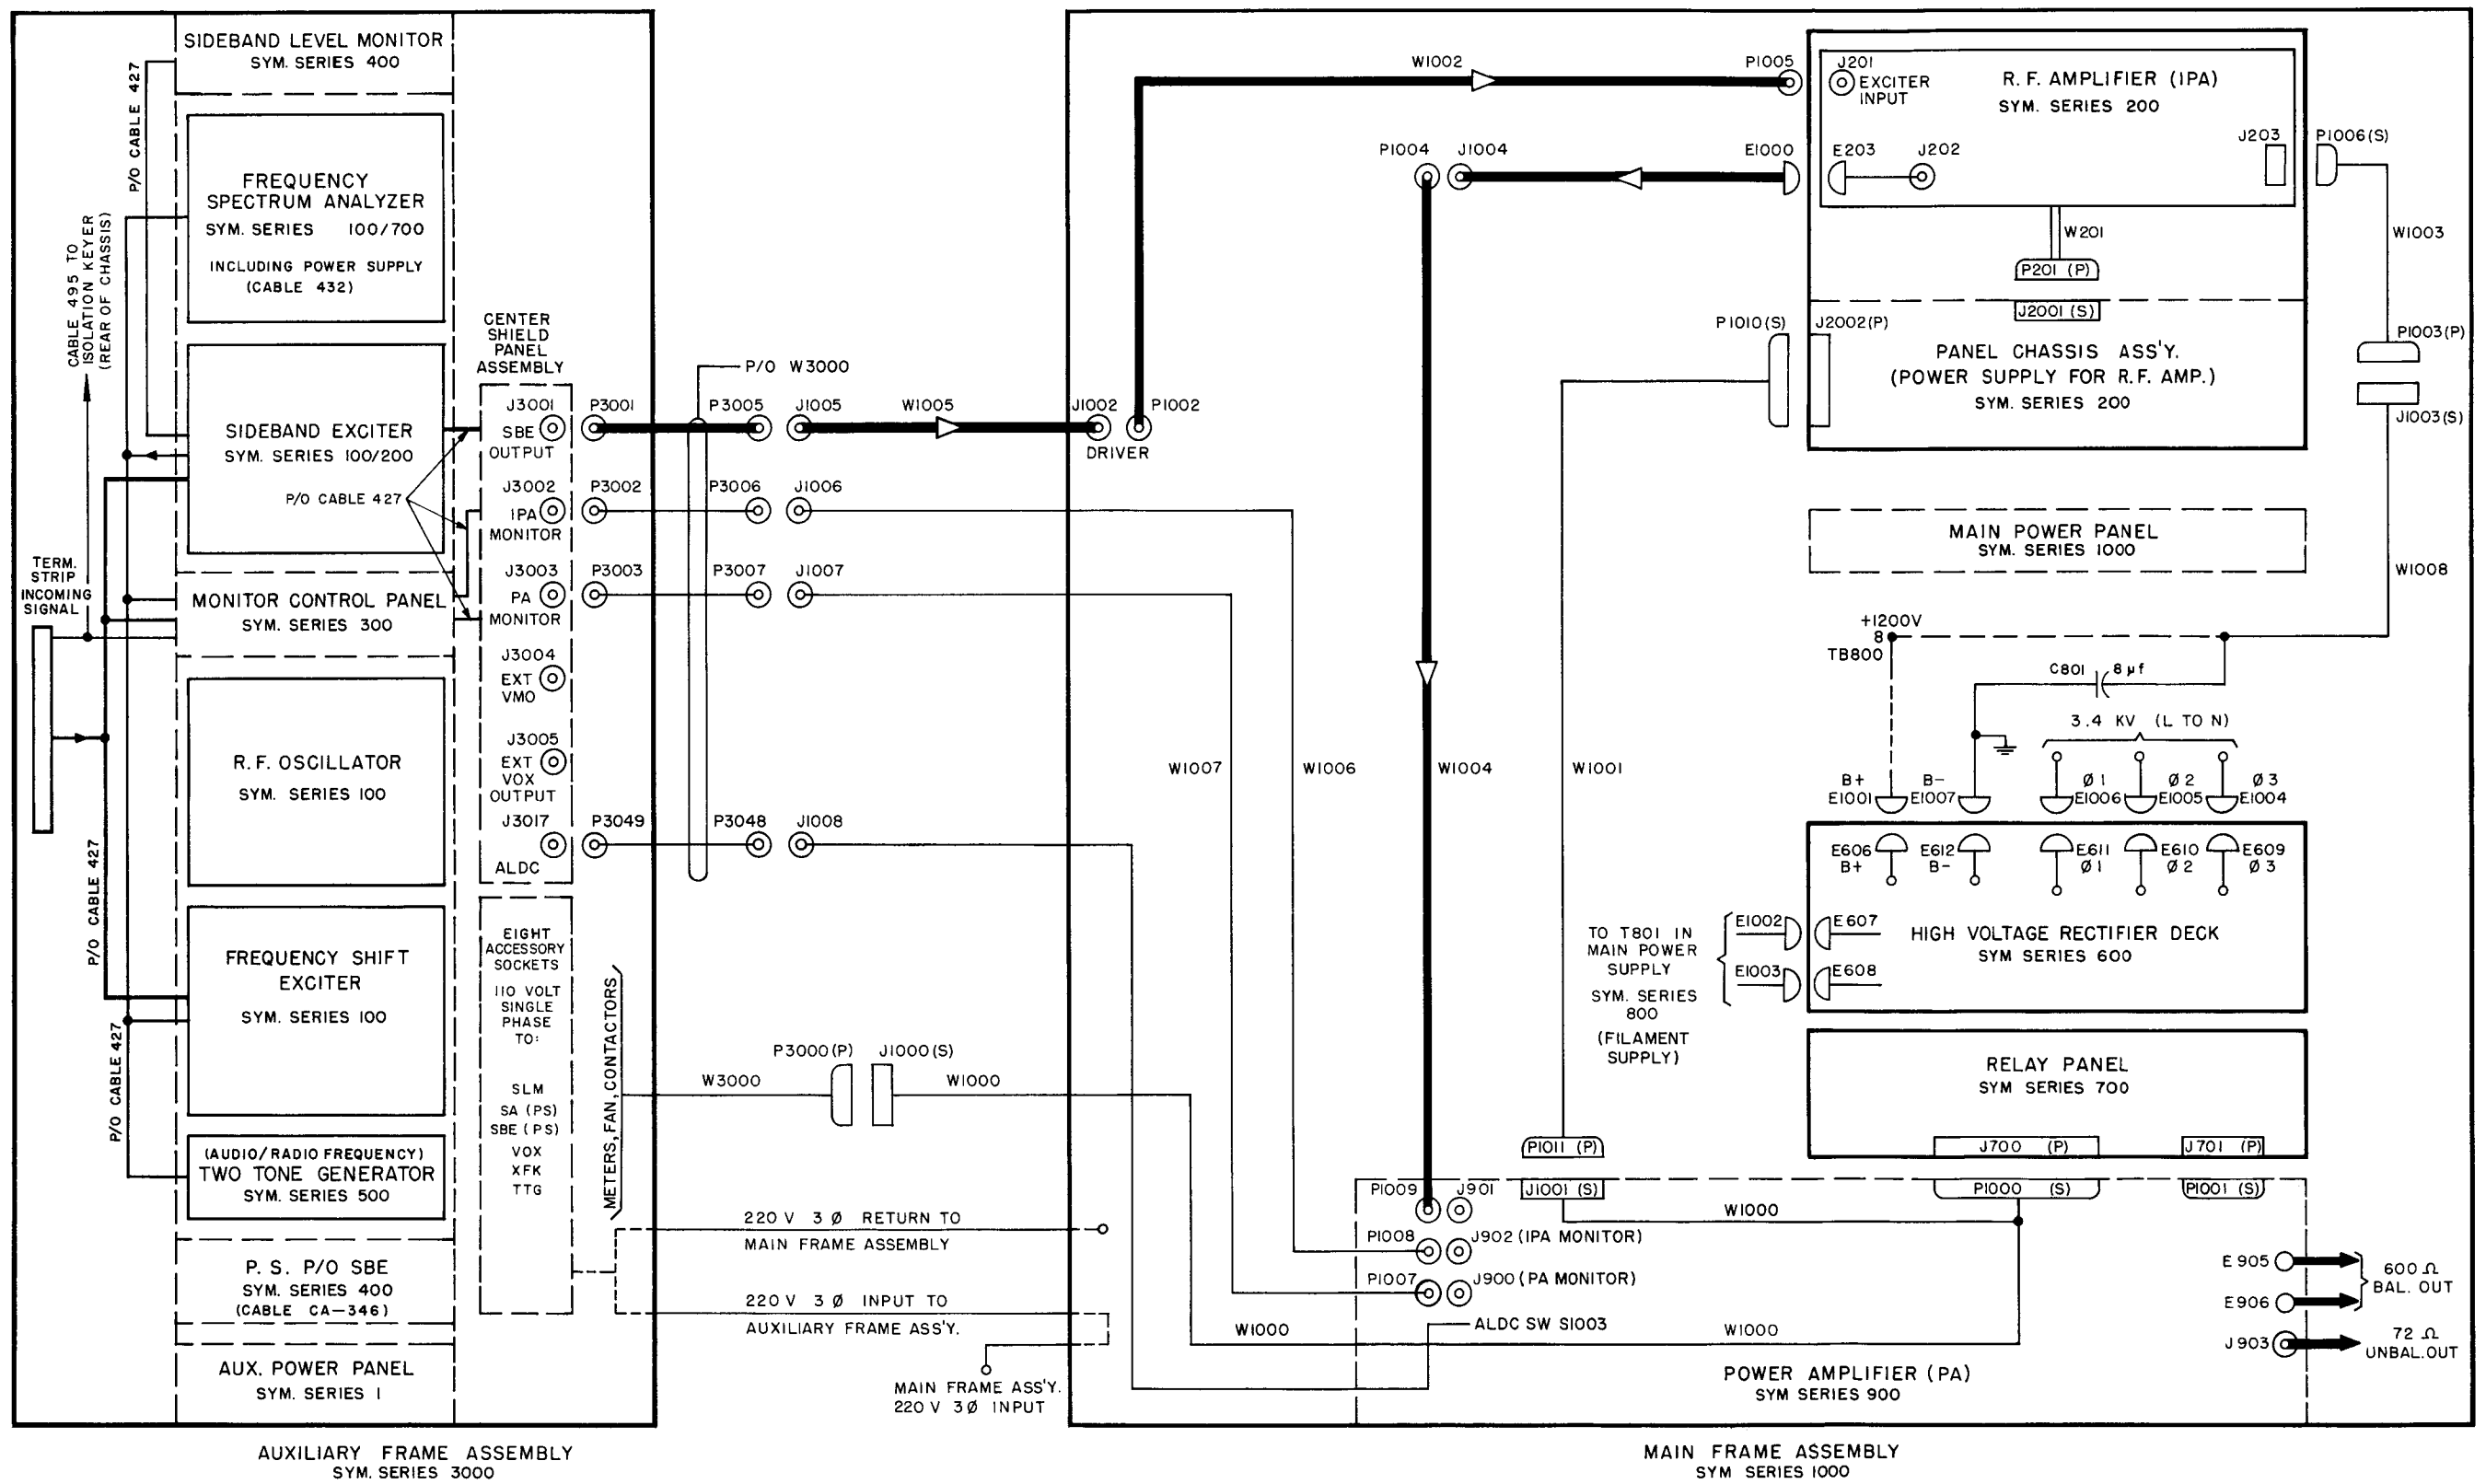 SIDEBAND LEVEL MONITOR
SYM. SERIES 400
P/O CABLE 427
FREQUENCY
SPECTRUM ANALYZER
SYM. SERIES 100/700
INCLUDING POWER SUPPLY
(CABLE 432)
CABLE 495 TO
ISOLATION KEYER
(REAR OF CHASSIS)
SIDEBAND EXCITER
SYM. SERIES 100/200
P/O CABLE 427
TERM.
STRIP
INCOMING
SIGNAL
MONITOR CONTROL PANEL
SYM. SERIES 300
R.F. OSCILLATOR
SYM. SERIES 100
P/O CABLE 427
FREQUENCY SHIFT
EXCITER
SYM. SERIES 100
P/O CABLE 427
(AUDIO/RADIO FREQUENCY)
TWO TONE GENERATOR
SYM. SERIES 500
P. S. P/O SBE
SYM. SERIES 400
(CABLE CA-346)
AUX. POWER PANEL
SYM. SERIES 1
CENTER
SHIELD
PANEL
ASSEMBLY
J3001
SBE
OUTPUT
J3002
IPA
MONITOR
J3003
PA
MONITOR
J3004
EXT
VMO
J3005
EXT
VOX
OUTPUT
J3017
ALDC
EIGHT
ACCESSORY
SOCKETS
110 VOLT
SINGLE
PHASE
TO:
SLM
SA (PS)
SBE (PS)
VOX
XFK
TTG
METERS, FAN, CONTACTORS
P/O W3000
P3001 P3005 J1005 W1005 J1002 P1002
DRIVER
P3002 P3006 J1006
P3003 P3007 J1007
P3049 P3048 J1008
P3000 (P) J1000 (S)
W3000 W1000
220 V 3 Ø RETURN TO
MAIN FRAME ASSEMBLY
220 V 3 Ø INPUT TO
AUXILIARY FRAME ASS'Y.
MAIN FRAME ASS'Y.
220 V 3 Ø INPUT
W1002 P1005
J201
EXCITER
INPUT
R. F. AMPLIFIER (IPA)
SYM. SERIES 200
P1004 J1004 E1000 E203 J202
J203 P1006 (S)
W201
P201 (P)
W1003
J2001 (S)
P1010 (S) J2002 (P)
PANEL CHASSIS ASS'Y.
(POWER SUPPLY FOR R.F. AMP.)
SYM. SERIES 200
P1003 (P)
J1003 (S)
MAIN POWER PANEL
SYM. SERIES 1000
W1008
+1200V
8
TB800
C801 8 µf
3.4 KV (L TO N)
W1007 W1006 W1004 W1001
B+ B- Ø 1 Ø 2 Ø 3
E1001 E1007 E1006 E1005 E1004
E606 E612 E611 E610 E609
B+ B- Ø 1 Ø 2 Ø 3
TO T801 IN
MAIN POWER
SUPPLY
SYM. SERIES
800
(FILAMENT
SUPPLY)
E1002 E607
E1003 E608
HIGH VOLTAGE RECTIFIER DECK
SYM SERIES 600
RELAY PANEL
SYM SERIES 700
P1011 (P) J700 (P) J701 (P)
P1009 J901 J1001 (S) P1000 (S) P1001 (S)
W1000
P1008 J902 (IPA MONITOR)
P1007 J900 (PA MONITOR)
ALDC SW S1003
W1000 W1000
E 905
E 906
600 Ω
BAL. OUT
J 903
72 Ω
UNBAL.OUT
POWER AMPLIFIER (PA)
SYM SERIES 900
AUXILIARY FRAME ASSEMBLY
SYM. SERIES 3000
MAIN FRAME ASSEMBLY
SYM SERIES 1000